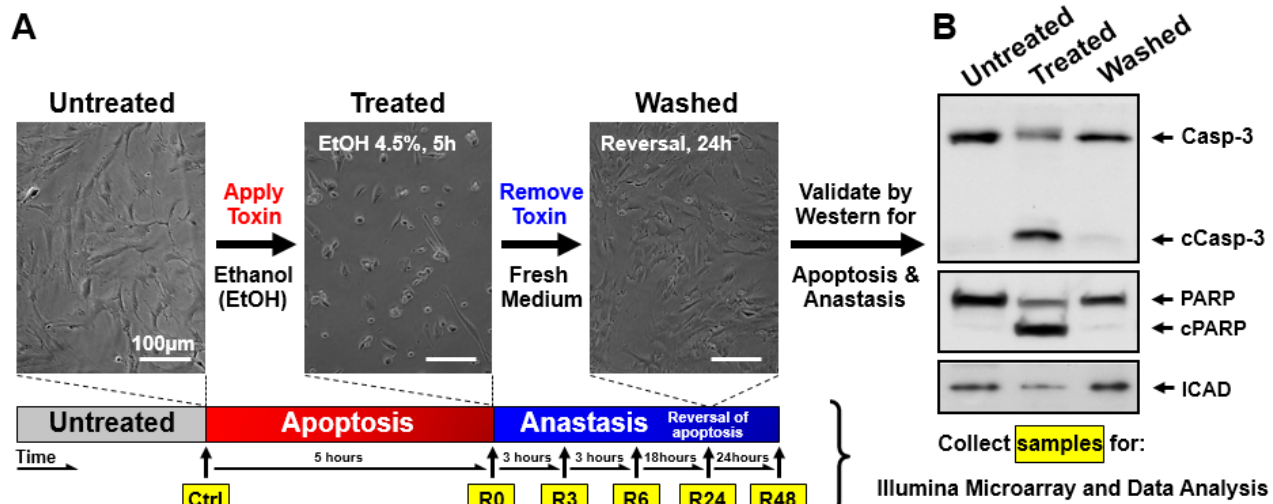 A
Untreated
Treated
Washed
EtOH 4.5%, 5h
Reversal, 24h
100μm
Apply
Toxin
Ethanol
(EtOH)
Remove
Toxin
Fresh
Medium
Validate by
Western for
Apoptosis &
Anastasis
Untreated
Apoptosis
Anastasis
Reversal of
apoptosis
Time
5 hours
3 hours
3 hours
18hours
24hours
Ctrl
R0
R3
R6
R24
R48
B
Untreated
Treated
Washed
Casp-3
cCasp-3
PARP
cPARP
ICAD
Collect samples for:
Illumina Microarray and Data Analysis